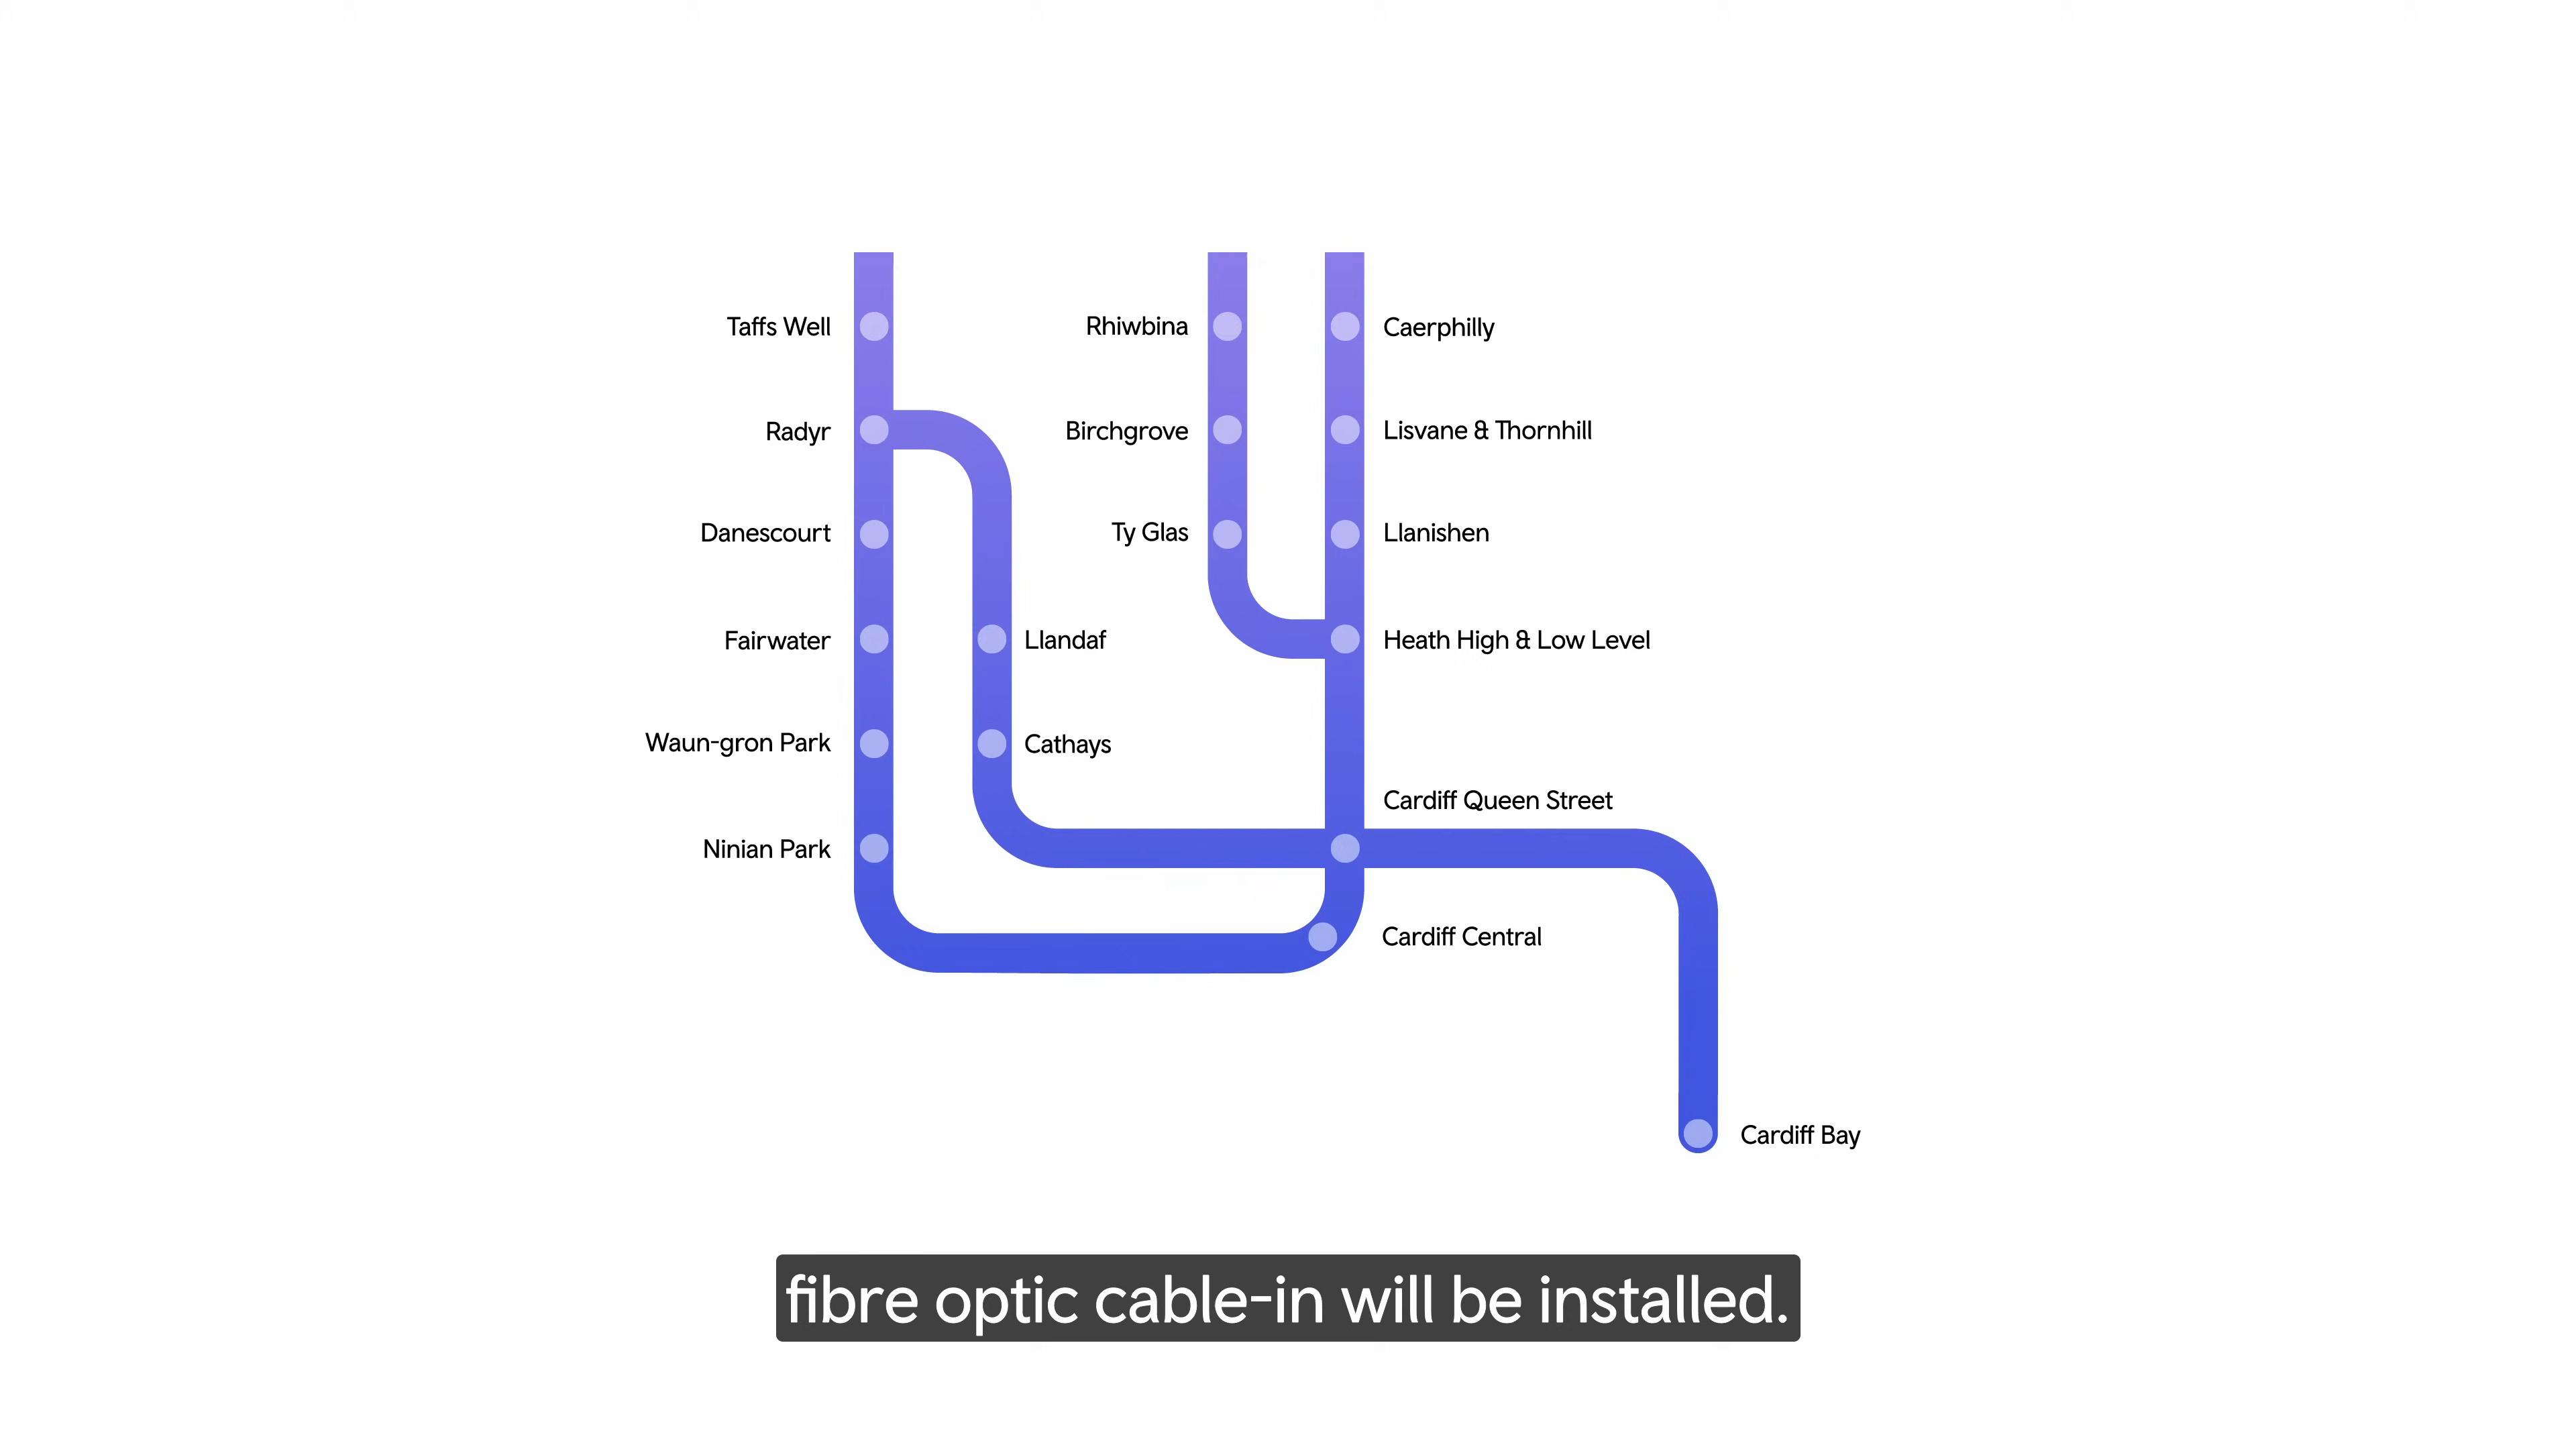 Taffs Well
Rhiwbina
Caerphilly
Radyr
Birchgrove
Lisvane & Thornhill
Danescourt
Ty Glas
Llanishen
Fairwater
Llandaf
Heath High & Low Level
Waun-gron Park
Cathays
Cardiff Queen Street
Ninian Park
Cardiff Central
Cardiff Bay
fibre optic cable-in will be installed.